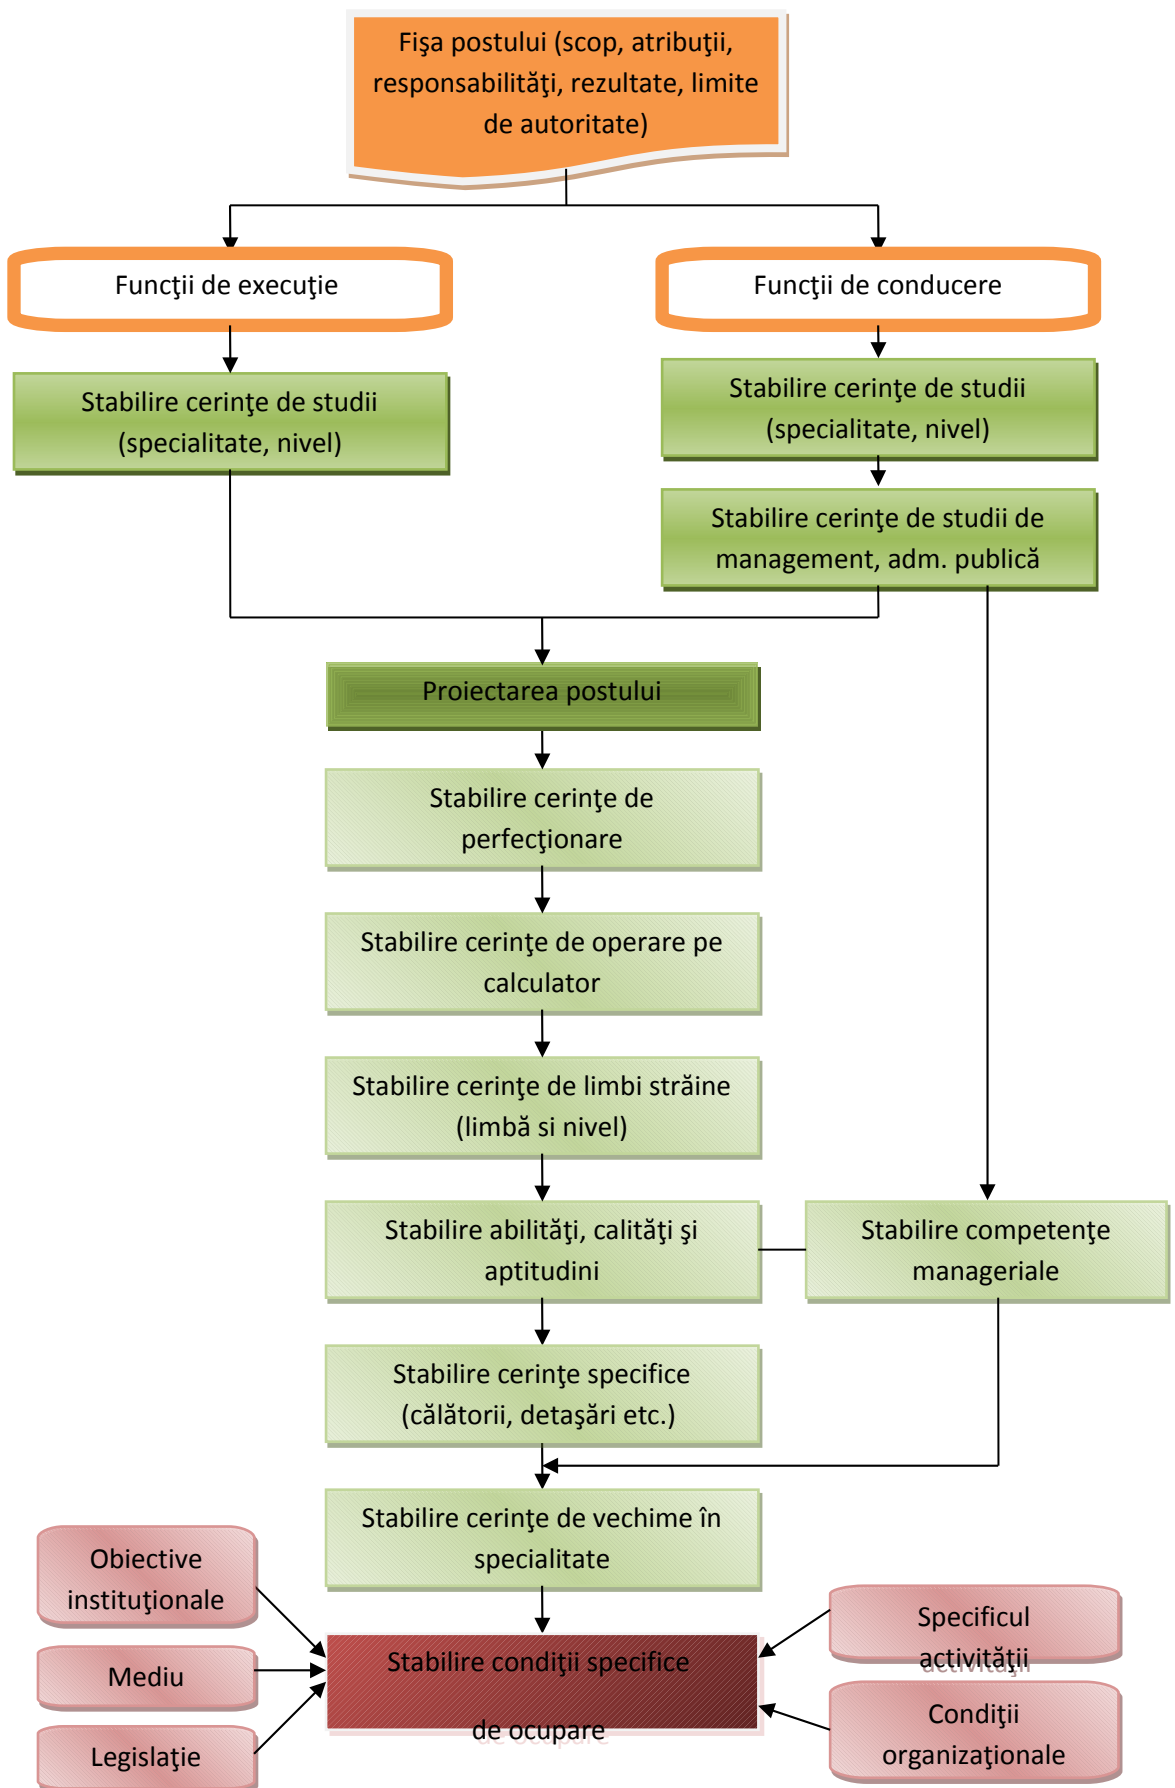 Fişa postului (scop, atribuţii,
responsabilităţi, rezultate, limite
de autoritate)
Funcţii de execuţie
Funcţii de conducere
Stabilire cerinţe de studii
(specialitate, nivel)
Stabilire cerinţe de studii
(specialitate, nivel)
Stabilire cerinţe de studii de
management, adm. publică
Proiectarea postului
Stabilire cerinţe de
perfecţionare
Stabilire cerinţe de operare pe
calculator
Stabilire cerinţe de limbi străine
(limbă si nivel)
Stabilire abilităţi, calităţi şi
aptitudini
Stabilire competenţe
manageriale
Stabilire cerinţe specifice
(călătorii, detaşări etc.)
Stabilire cerinţe de vechime în
specialitate
Obiective
instituţionale
Mediu
Legislaţie
Stabilire condiţii specifice
de ocupare
Specificul
activităţii
Condiţii
organizaţionale